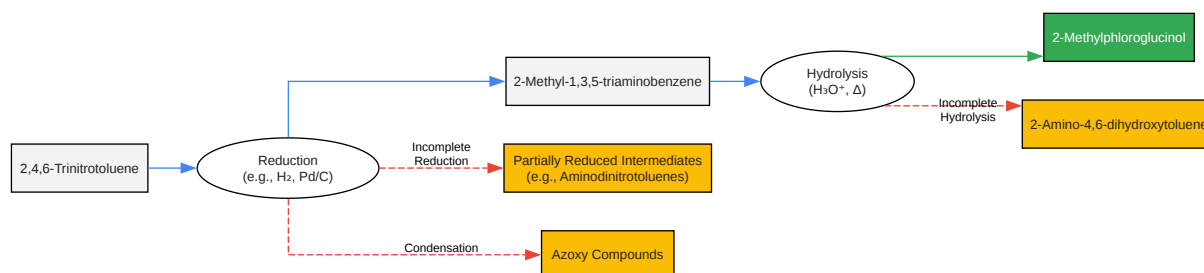 2-Methylphloroglucinol
2-Methyl-1,3,5-triaminobenzene
Hydrolysis
(H₃O⁺, Δ)
Incomplete
Hydrolysis
2-Amino-4,6-dihydroxytoluene
2,4,6-Trinitrotoluene
Reduction
(e.g., H₂, Pd/C)
Incomplete
Reduction
Partially Reduced Intermediates
(e.g., Aminodinitrotoluenes)
Condensation
Azoxy Compounds